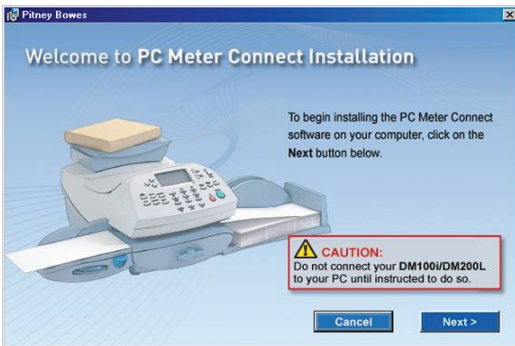 Pitney Bowes
Welcome to PC Meter Connect Installation
To begin installing the PC Meter Connect
software on your computer, click on the
Next button below.
CAUTION:
Do not connect your DM100i/DM200L
to your PC until instructed to do so.
Cancel
Next >